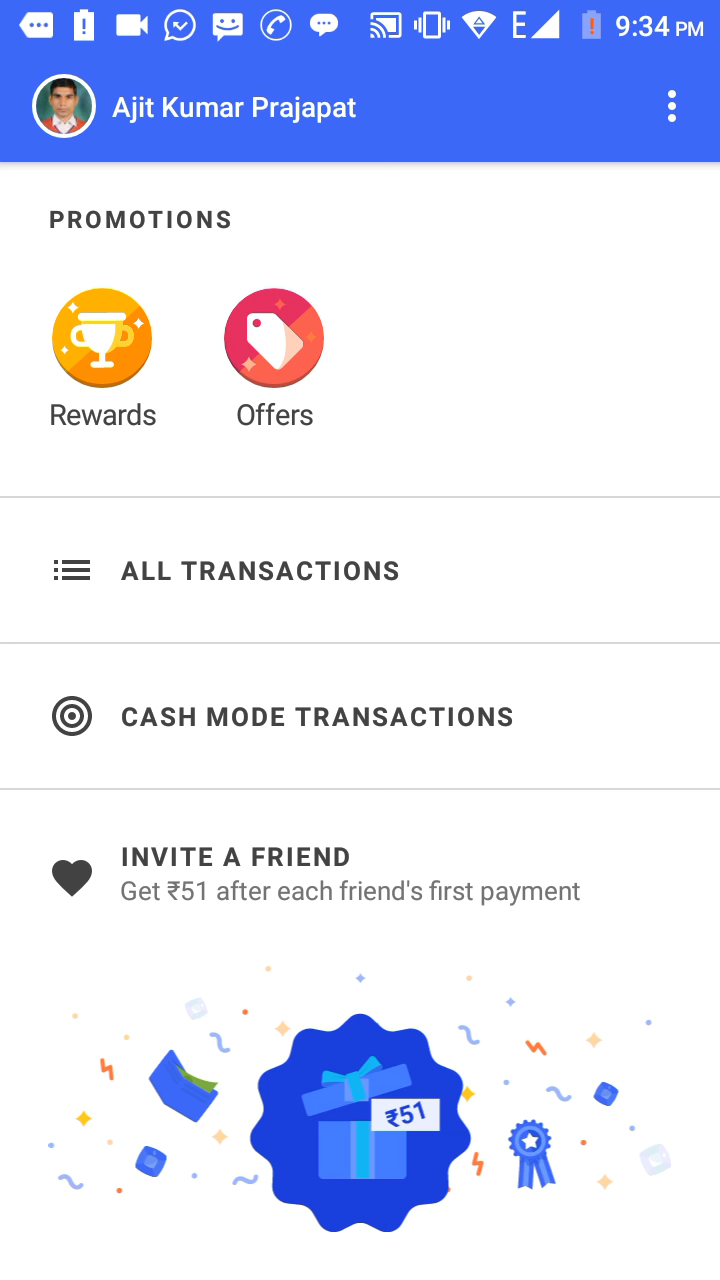 E 9:34 PM
Ajit Kumar Prajapat
PROMOTIONS
Rewards Offers
ALL TRANSACTIONS
CASH MODE TRANSACTIONS
INVITE A FRIEND
Get ₹51 after each friend's first payment
₹51